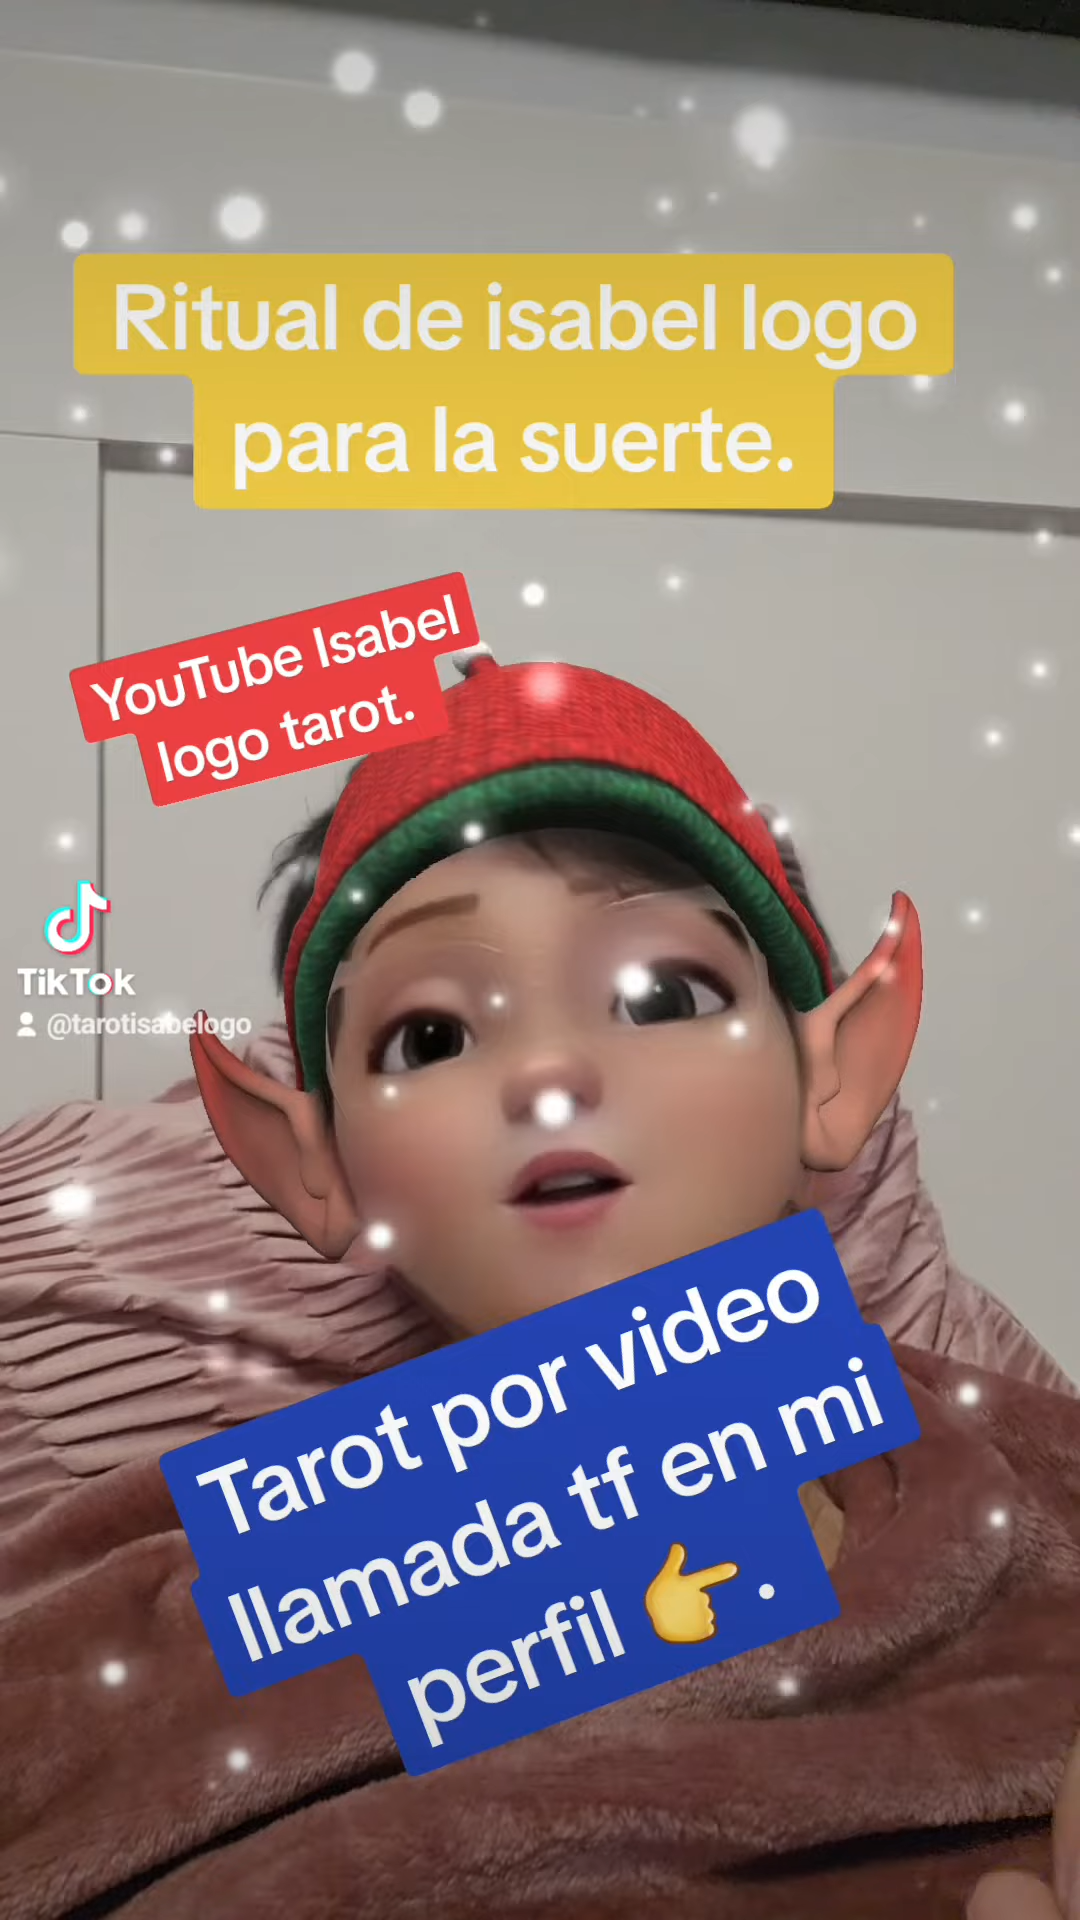 Ritual de isabel logo
para la suerte.
YouTube Isabel
logo tarot.
TikTok
@tarotisabelogo
Tarot por video
llamada tf en mi
perfil 👉.